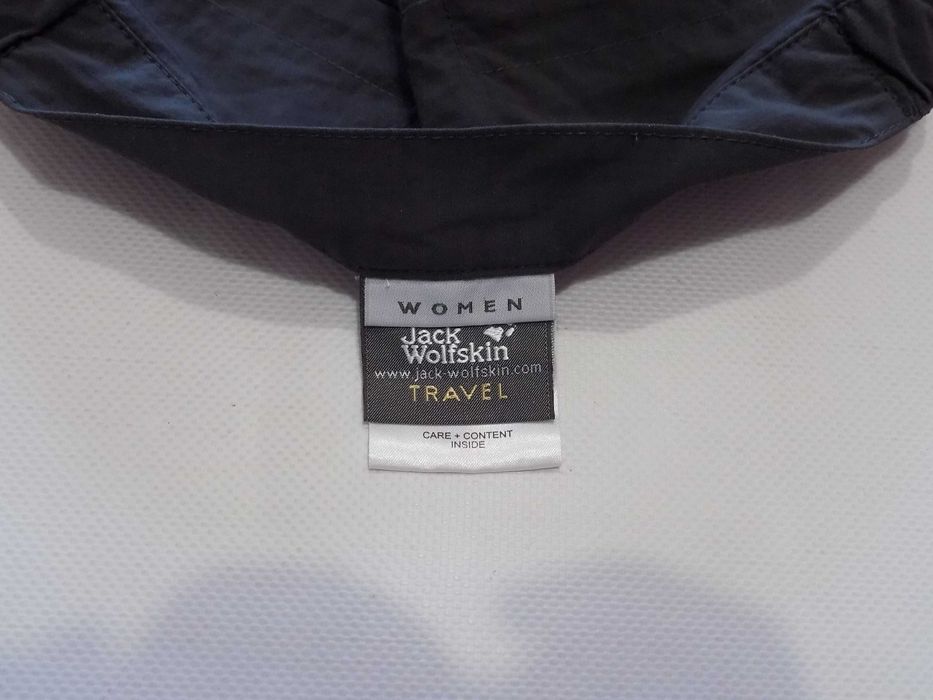 WOMEN
Jack
Wolfskin
www.jack-wolfskin.com
TRAVEL
CARE + CONTENT
INSIDE